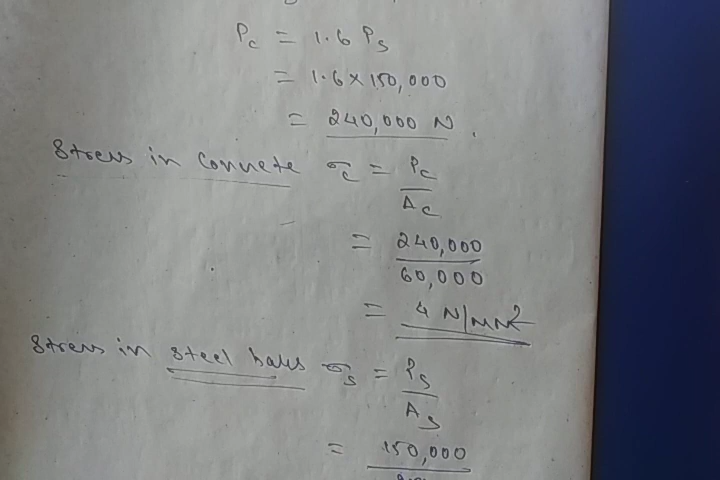 Pc = 1.6 Ps
= 1.6 × 150,000
= 240,000 N.
Stress in Concrete σc = Pc / Ac
= 240,000 / 60,000
= 4 N/mm²
Stress in steel bars σs = Ps / As
= 150,000